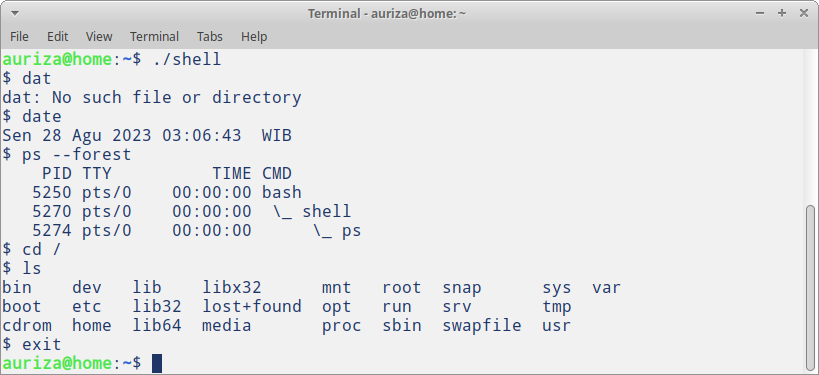 Terminal - auriza@home: ~
File Edit View Terminal Tabs Help
auriza@home:~$ ./shell
$ dat
dat: No such file or directory
$ date
Sen 28 Agu 2023 03:06:43  WIB
$ ps --forest
    PID TTY          TIME CMD
   5250 pts/0    00:00:00 bash
   5270 pts/0    00:00:00  \_ shell
   5274 pts/0    00:00:00      \_ ps
$ cd /
$ ls
bin    dev   lib    libx32      mnt   root  snap      sys  var
boot   etc   lib32  lost+found  opt   run   srv       tmp
cdrom  home  lib64  media       proc  sbin  swapfile  usr
$ exit
auriza@home:~$